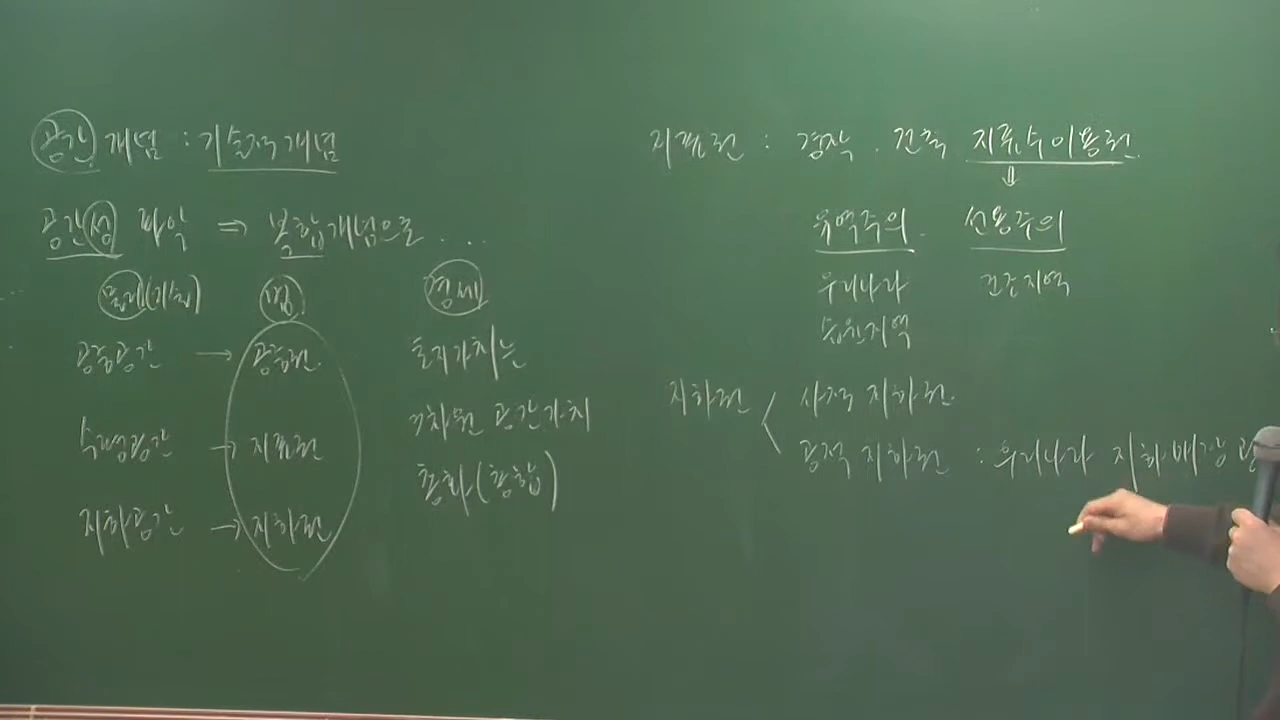 공간 개념 : 기술적 개념
공간성 파악 ⇒ 복합개념으로 ....
물리(기술) 법 경제
공중공간 → 공중권 토지가치는
수평공간 → 지표권 3차원 공간가치
지하공간 → 지하권 총화(총합)
지표권 : 경작 . 건축 지표수이용권
⇓
유역주의 . 선용주의
우리나라 건조지역
습윤지역
지하권 < 사적 지하권
공적 지하권 : 우리나라 지하매장 광